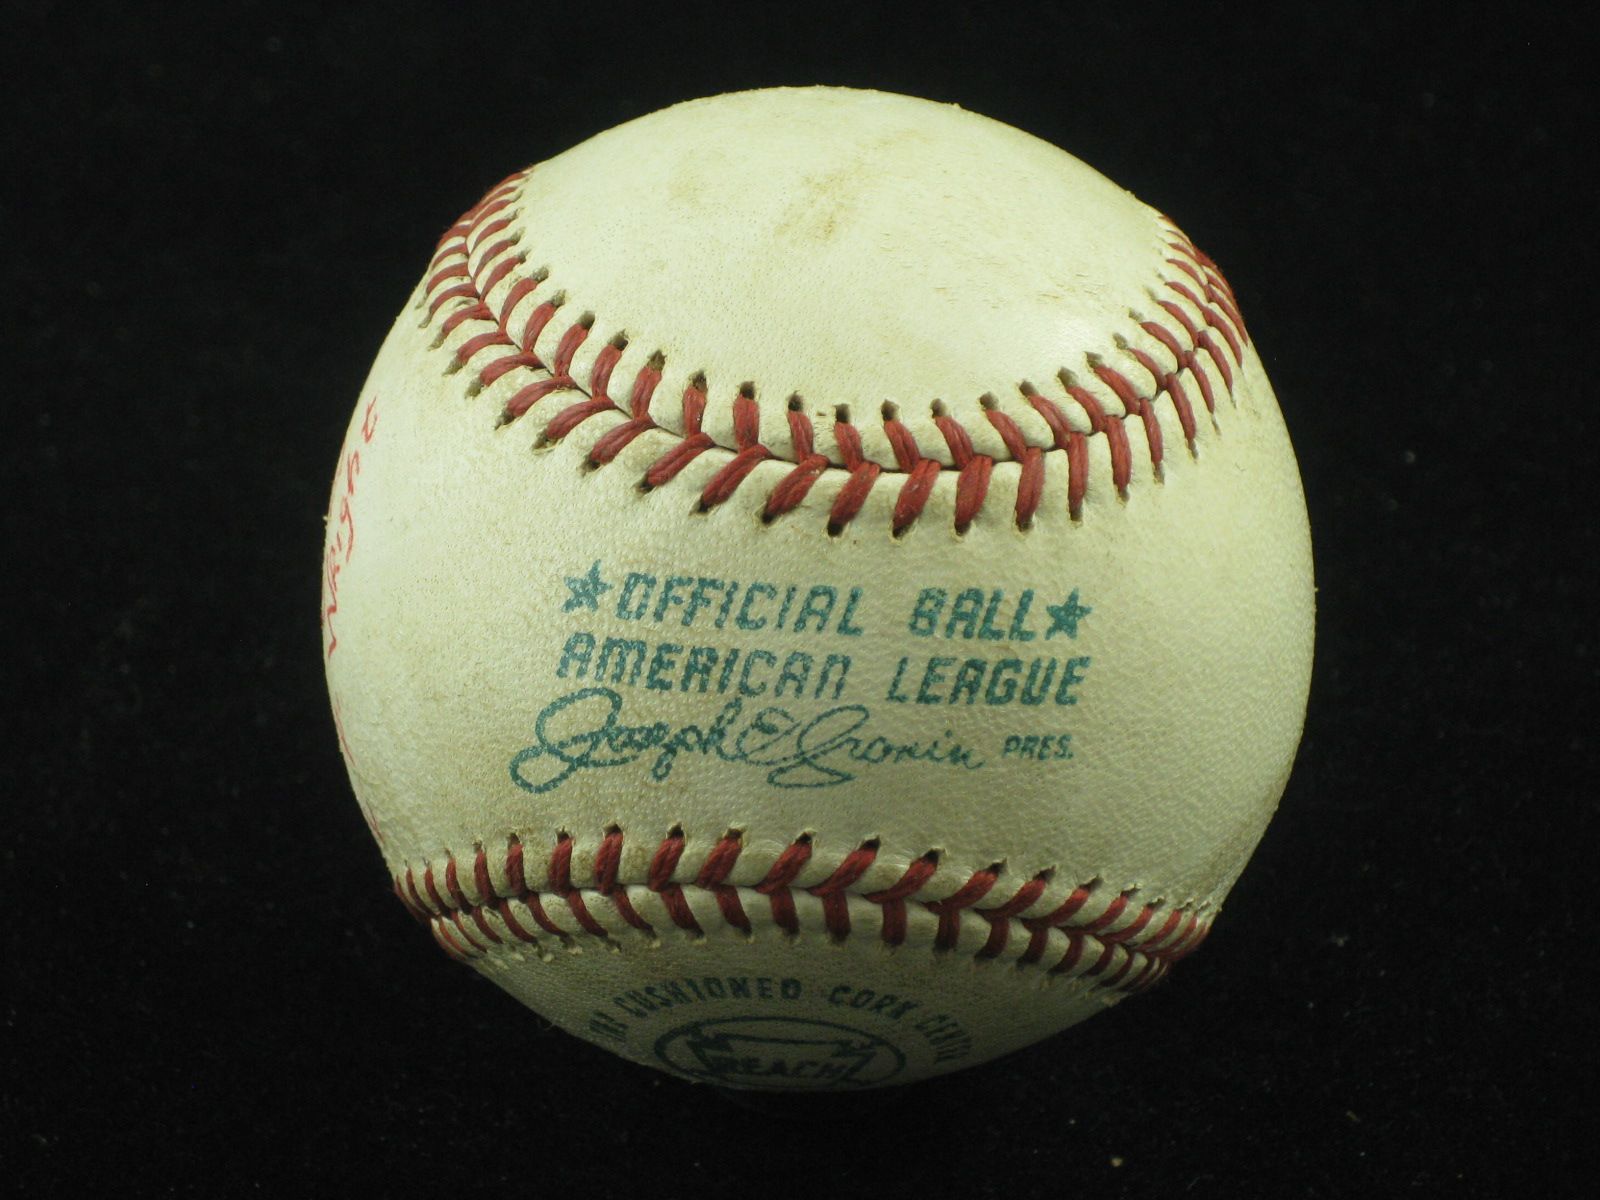 ★OFFICIAL BALL★
AMERICAN LEAGUE
Joseph E Cronin PRES.
CUSHIONED CORK CENTER
REACH